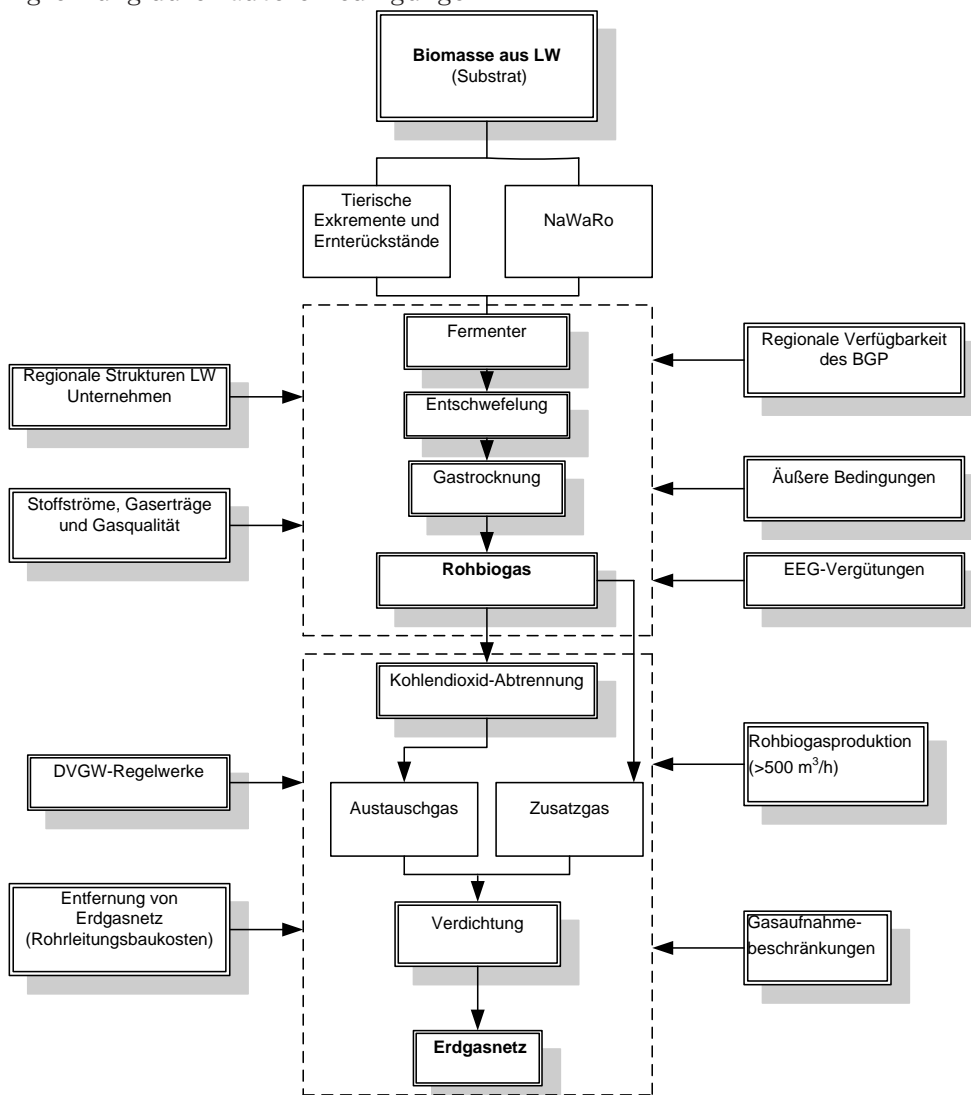 Biomasse aus LW
(Substrat)
Tierische
Exkremente und
Ernterückstände
NaWaRo
Fermenter
Regionale Verfügbarkeit
des BGP
Regionale Strukturen LW
Unternehmen
Entschwefelung
Gastrocknung
Äußere Bedingungen
Stoffströme, Gaserträge
und Gasqualität
Rohbiogas
EEG-Vergütungen
Kohlendioxid-Abtrennung
Rohbiogasproduktion
(>500 m³/h)
DVGW-Regelwerke
Austauschgas
Zusatzgas
Entfernung von
Erdgasnetz
(Rohrleitungsbaukosten)
Verdichtung
Gasaufnahme-
beschränkungen
Erdgasnetz